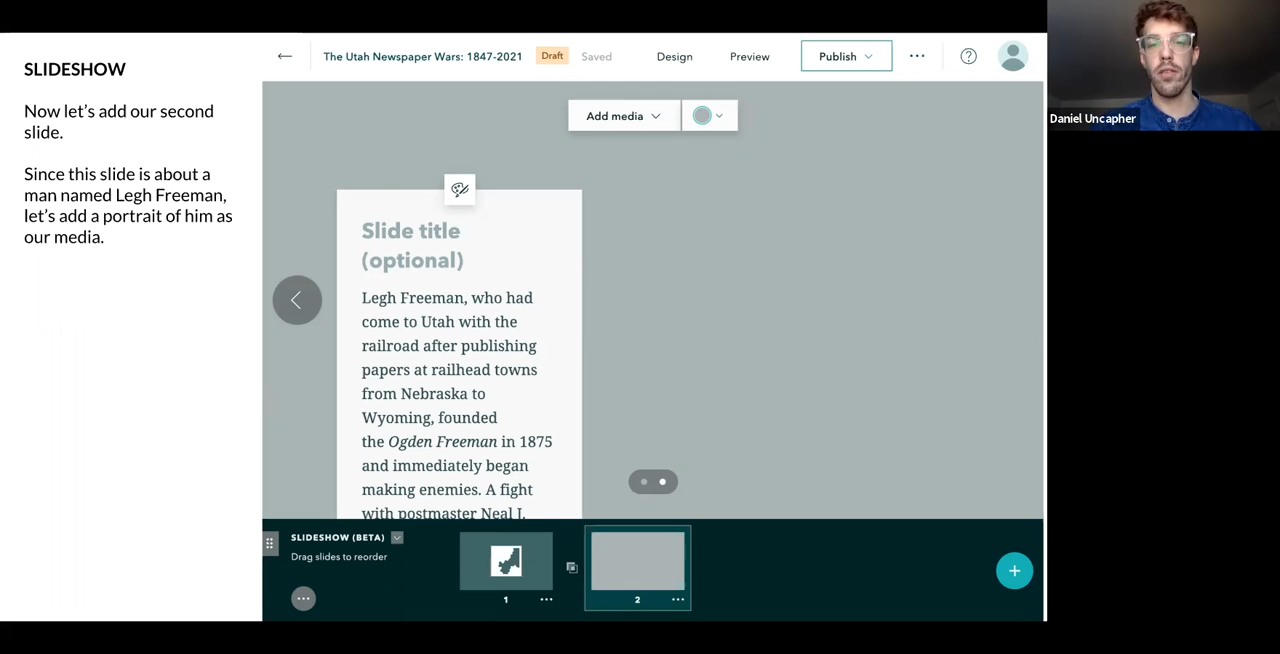 SLIDESHOW
Now let's add our second
slide.
Since this slide is about a
man named Legh Freeman,
let's add a portrait of him as
our media.
The Utah Newspaper Wars: 1847-2021
Draft
Saved
Design
Preview
Publish
Daniel Uncapher
Add media
Slide title
(optional)
Legh Freeman, who had
come to Utah with the
railroad after publishing
papers at railhead towns
from Nebraska to
Wyoming, founded
the Ogden Freeman in 1875
and immediately began
making enemies. A fight
with postmaster Neal J.
SLIDESHOW (BETA)
Drag slides to reorder
1
2